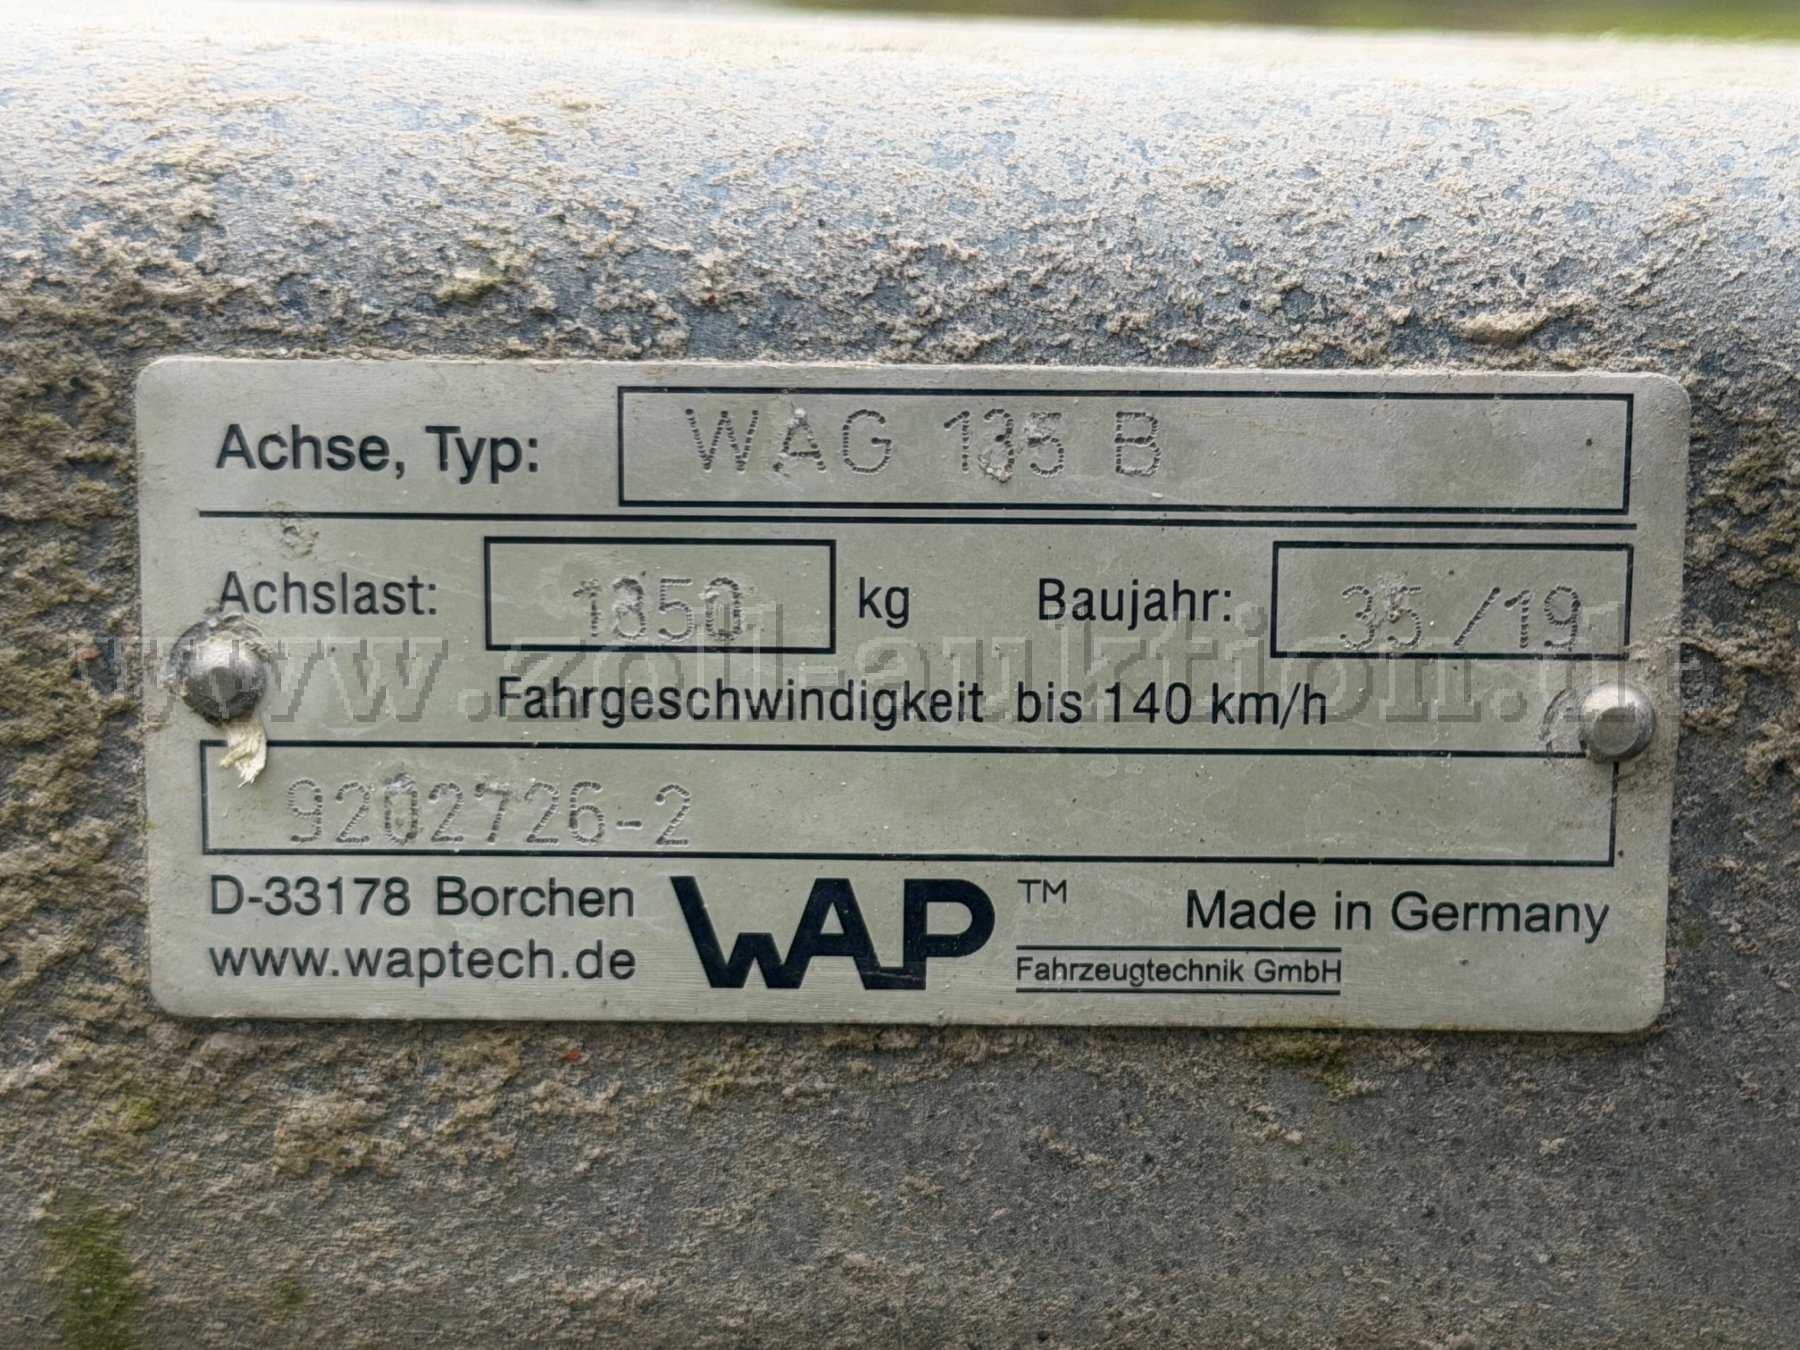 Achse, Typ: WAG 135 B
Achslast: 1850 kg Baujahr: 35/19
Fahrgeschwindigkeit bis 140 km/h
9202726-2
D-33178 Borchen
www.waptech.de
WAP™
Fahrzeugtechnik GmbH
Made in Germany
www.zoll-auktion.de